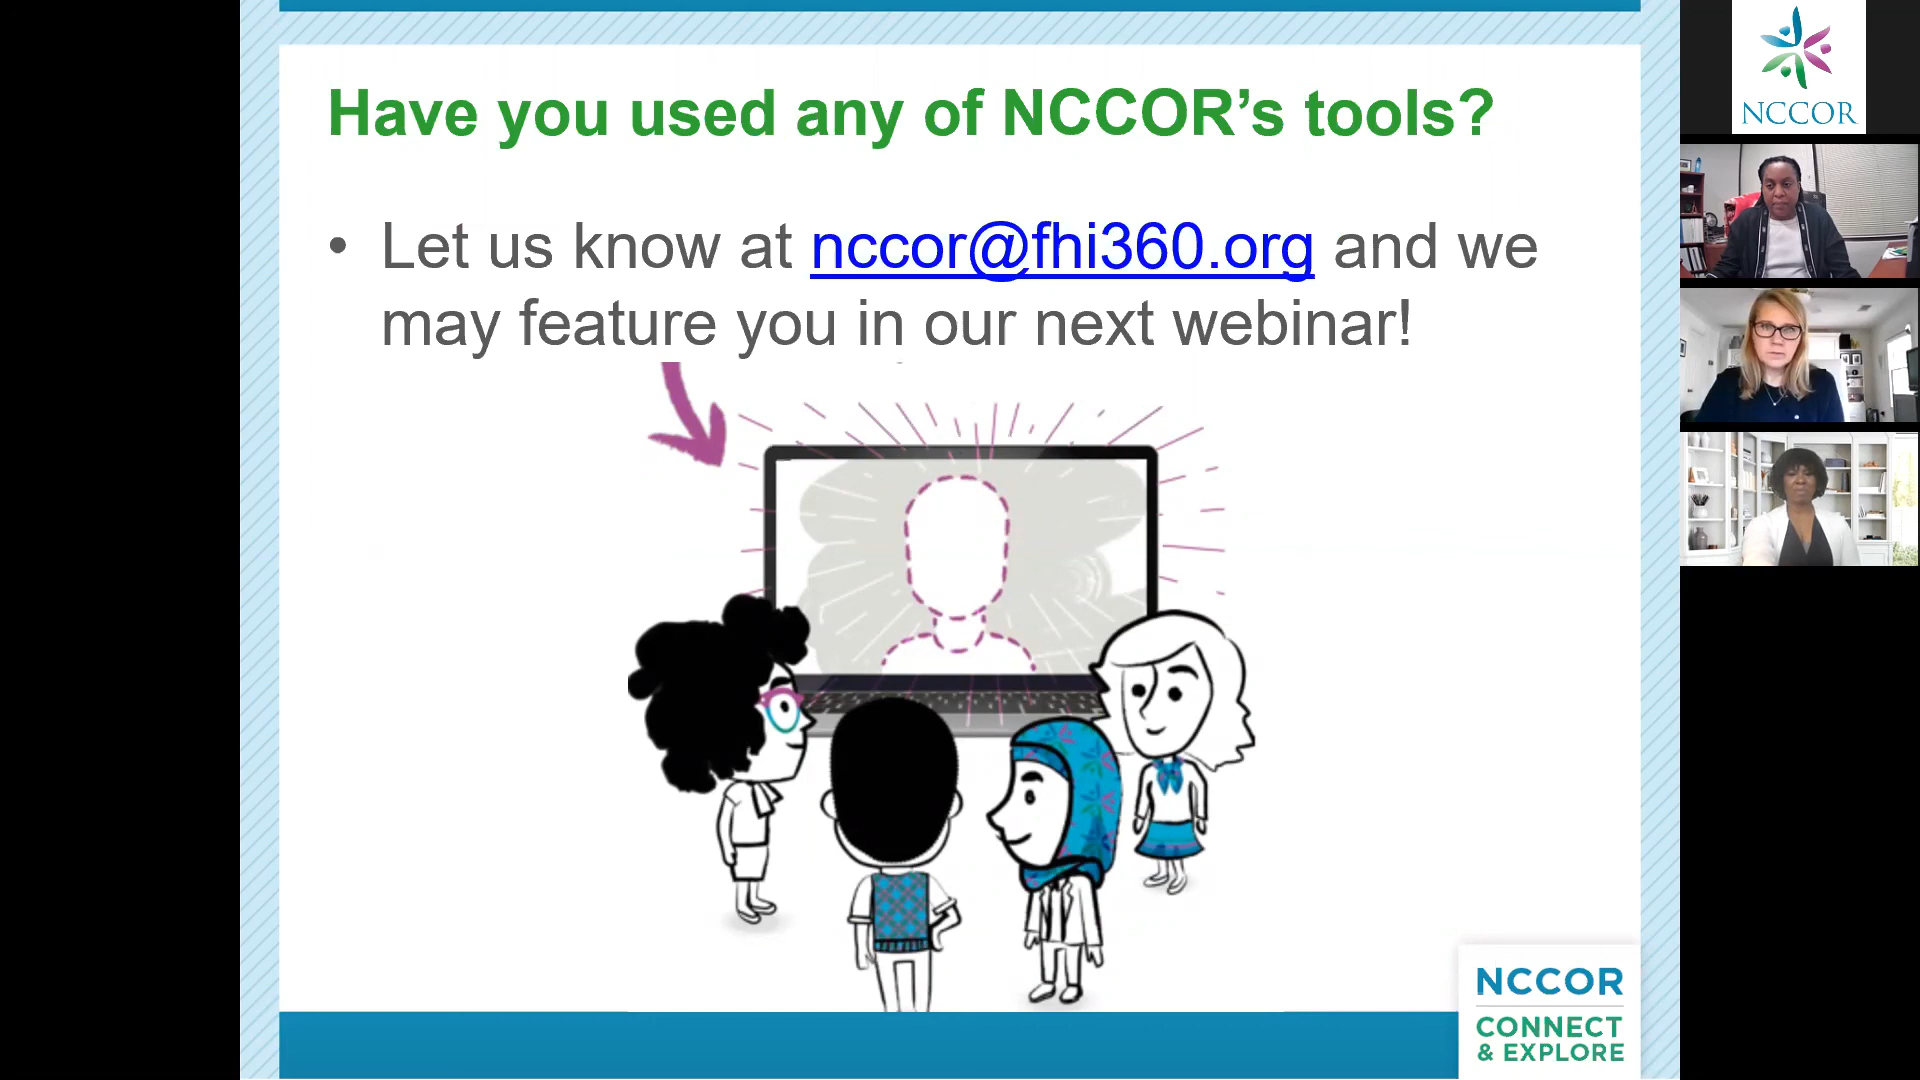 Have you used any of NCCOR’s tools?
• Let us know at nccor@fhi360.org and we
may feature you in our next webinar!
NCCOR
CONNECT
& EXPLORE
NCCOR